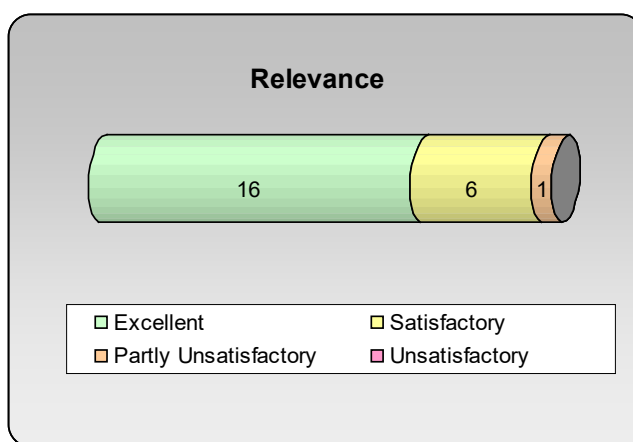 Relevance
16 6 1
Excellent Satisfactory
Partly Unsatisfactory Unsatisfactory